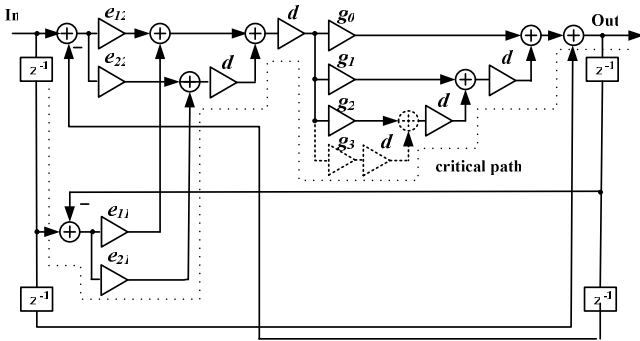 In
e12
d
g0
Out
z-1
e22
d
g1
d
z-1
g2
d
g3
d
critical path
e11
e21
z-1
z-1